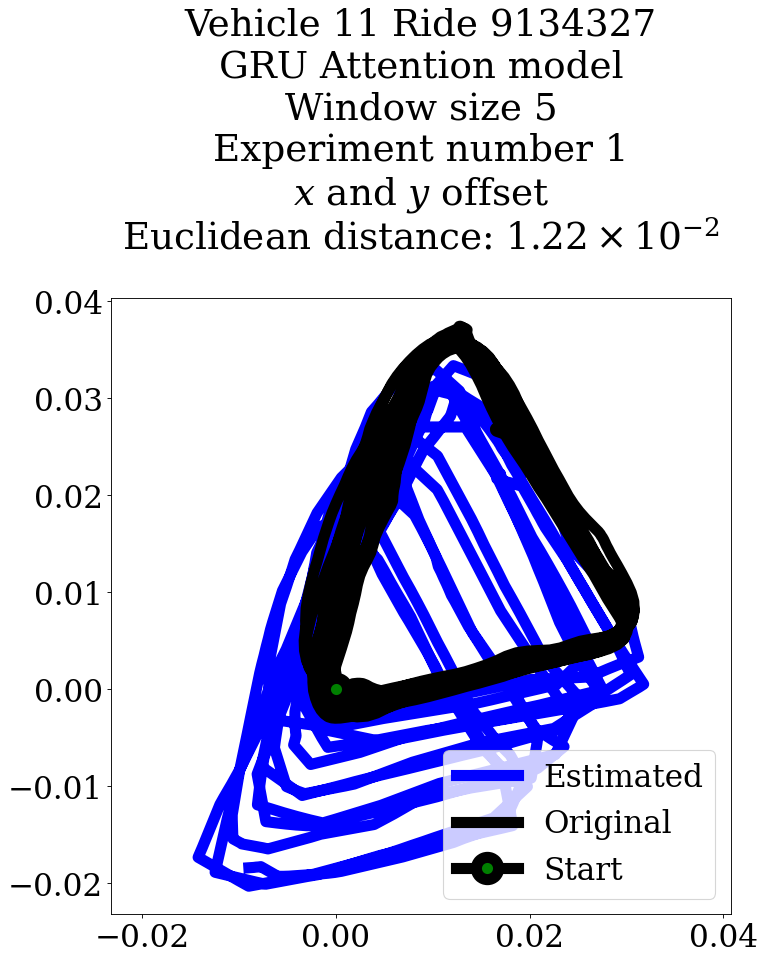 Vehicle 11 Ride 9134327
GRU Attention model
Window size 5
Experiment number 1
x and y offset
Euclidean distance: 1.22 × 10⁻²
0.04
0.03
0.02
0.01
0.00
−0.01
−0.02
Estimated
Original
Start
−0.02
0.00
0.02
0.04